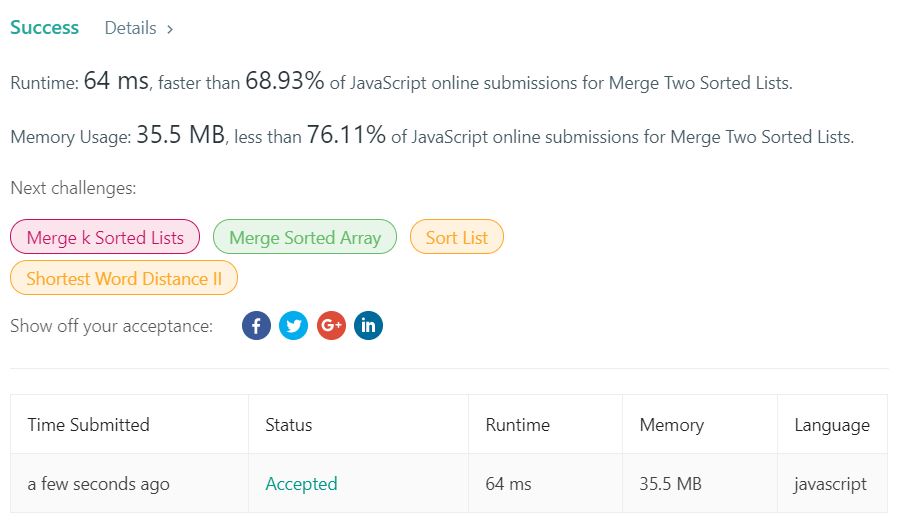 Success Details >
Runtime: 64 ms, faster than 68.93% of JavaScript online submissions for Merge Two Sorted Lists.
Memory Usage: 35.5 MB, less than 76.11% of JavaScript online submissions for Merge Two Sorted Lists.
Next challenges:
Merge k Sorted Lists Merge Sorted Array Sort List
Shortest Word Distance II
Show off your acceptance: f G+ in
Time Submitted Status Runtime Memory Language
a few seconds ago Accepted 64 ms 35.5 MB javascript